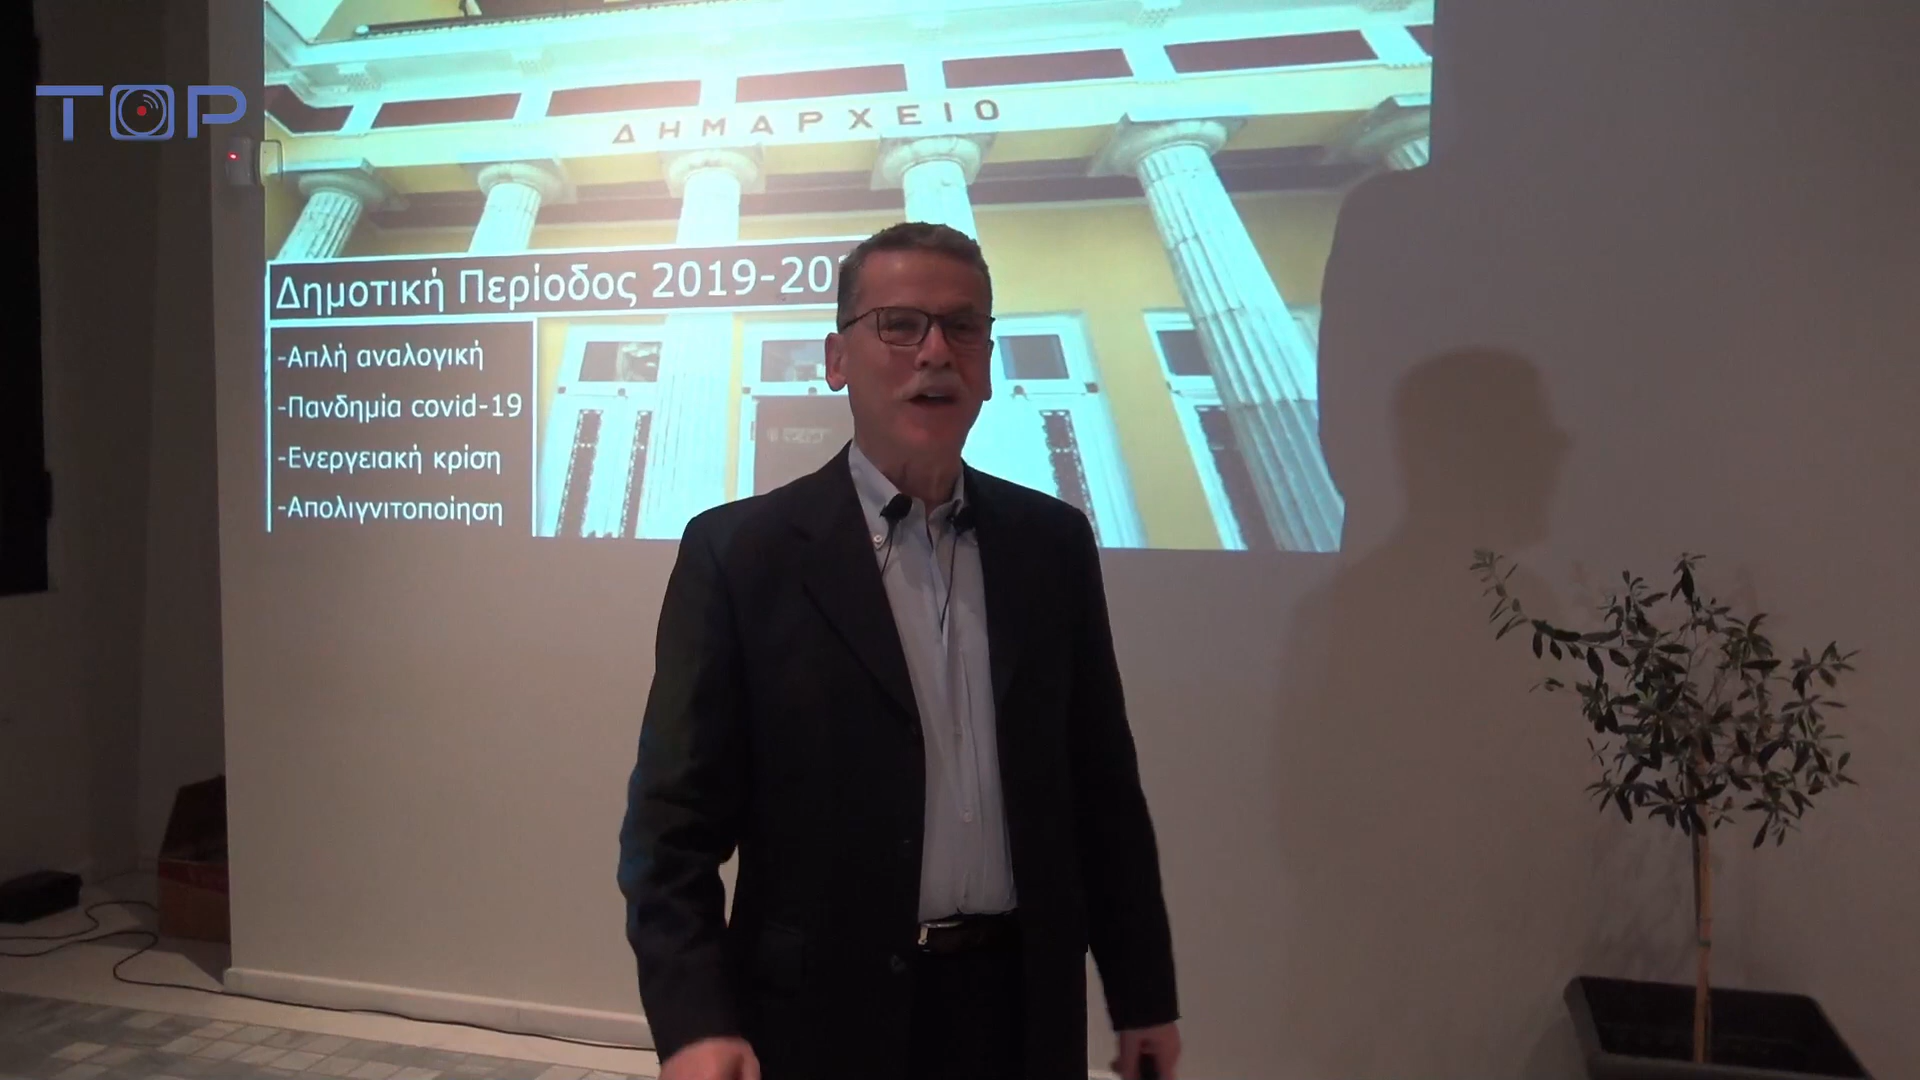 TOP
ΔΗΜΑΡΧΕΙΟ
Δημοτική Περίοδος 2019-20
-Απλή αναλογική
-Πανδημία covid-19
-Ενεργειακή κρίση
-Απολιγνιτοποίηση